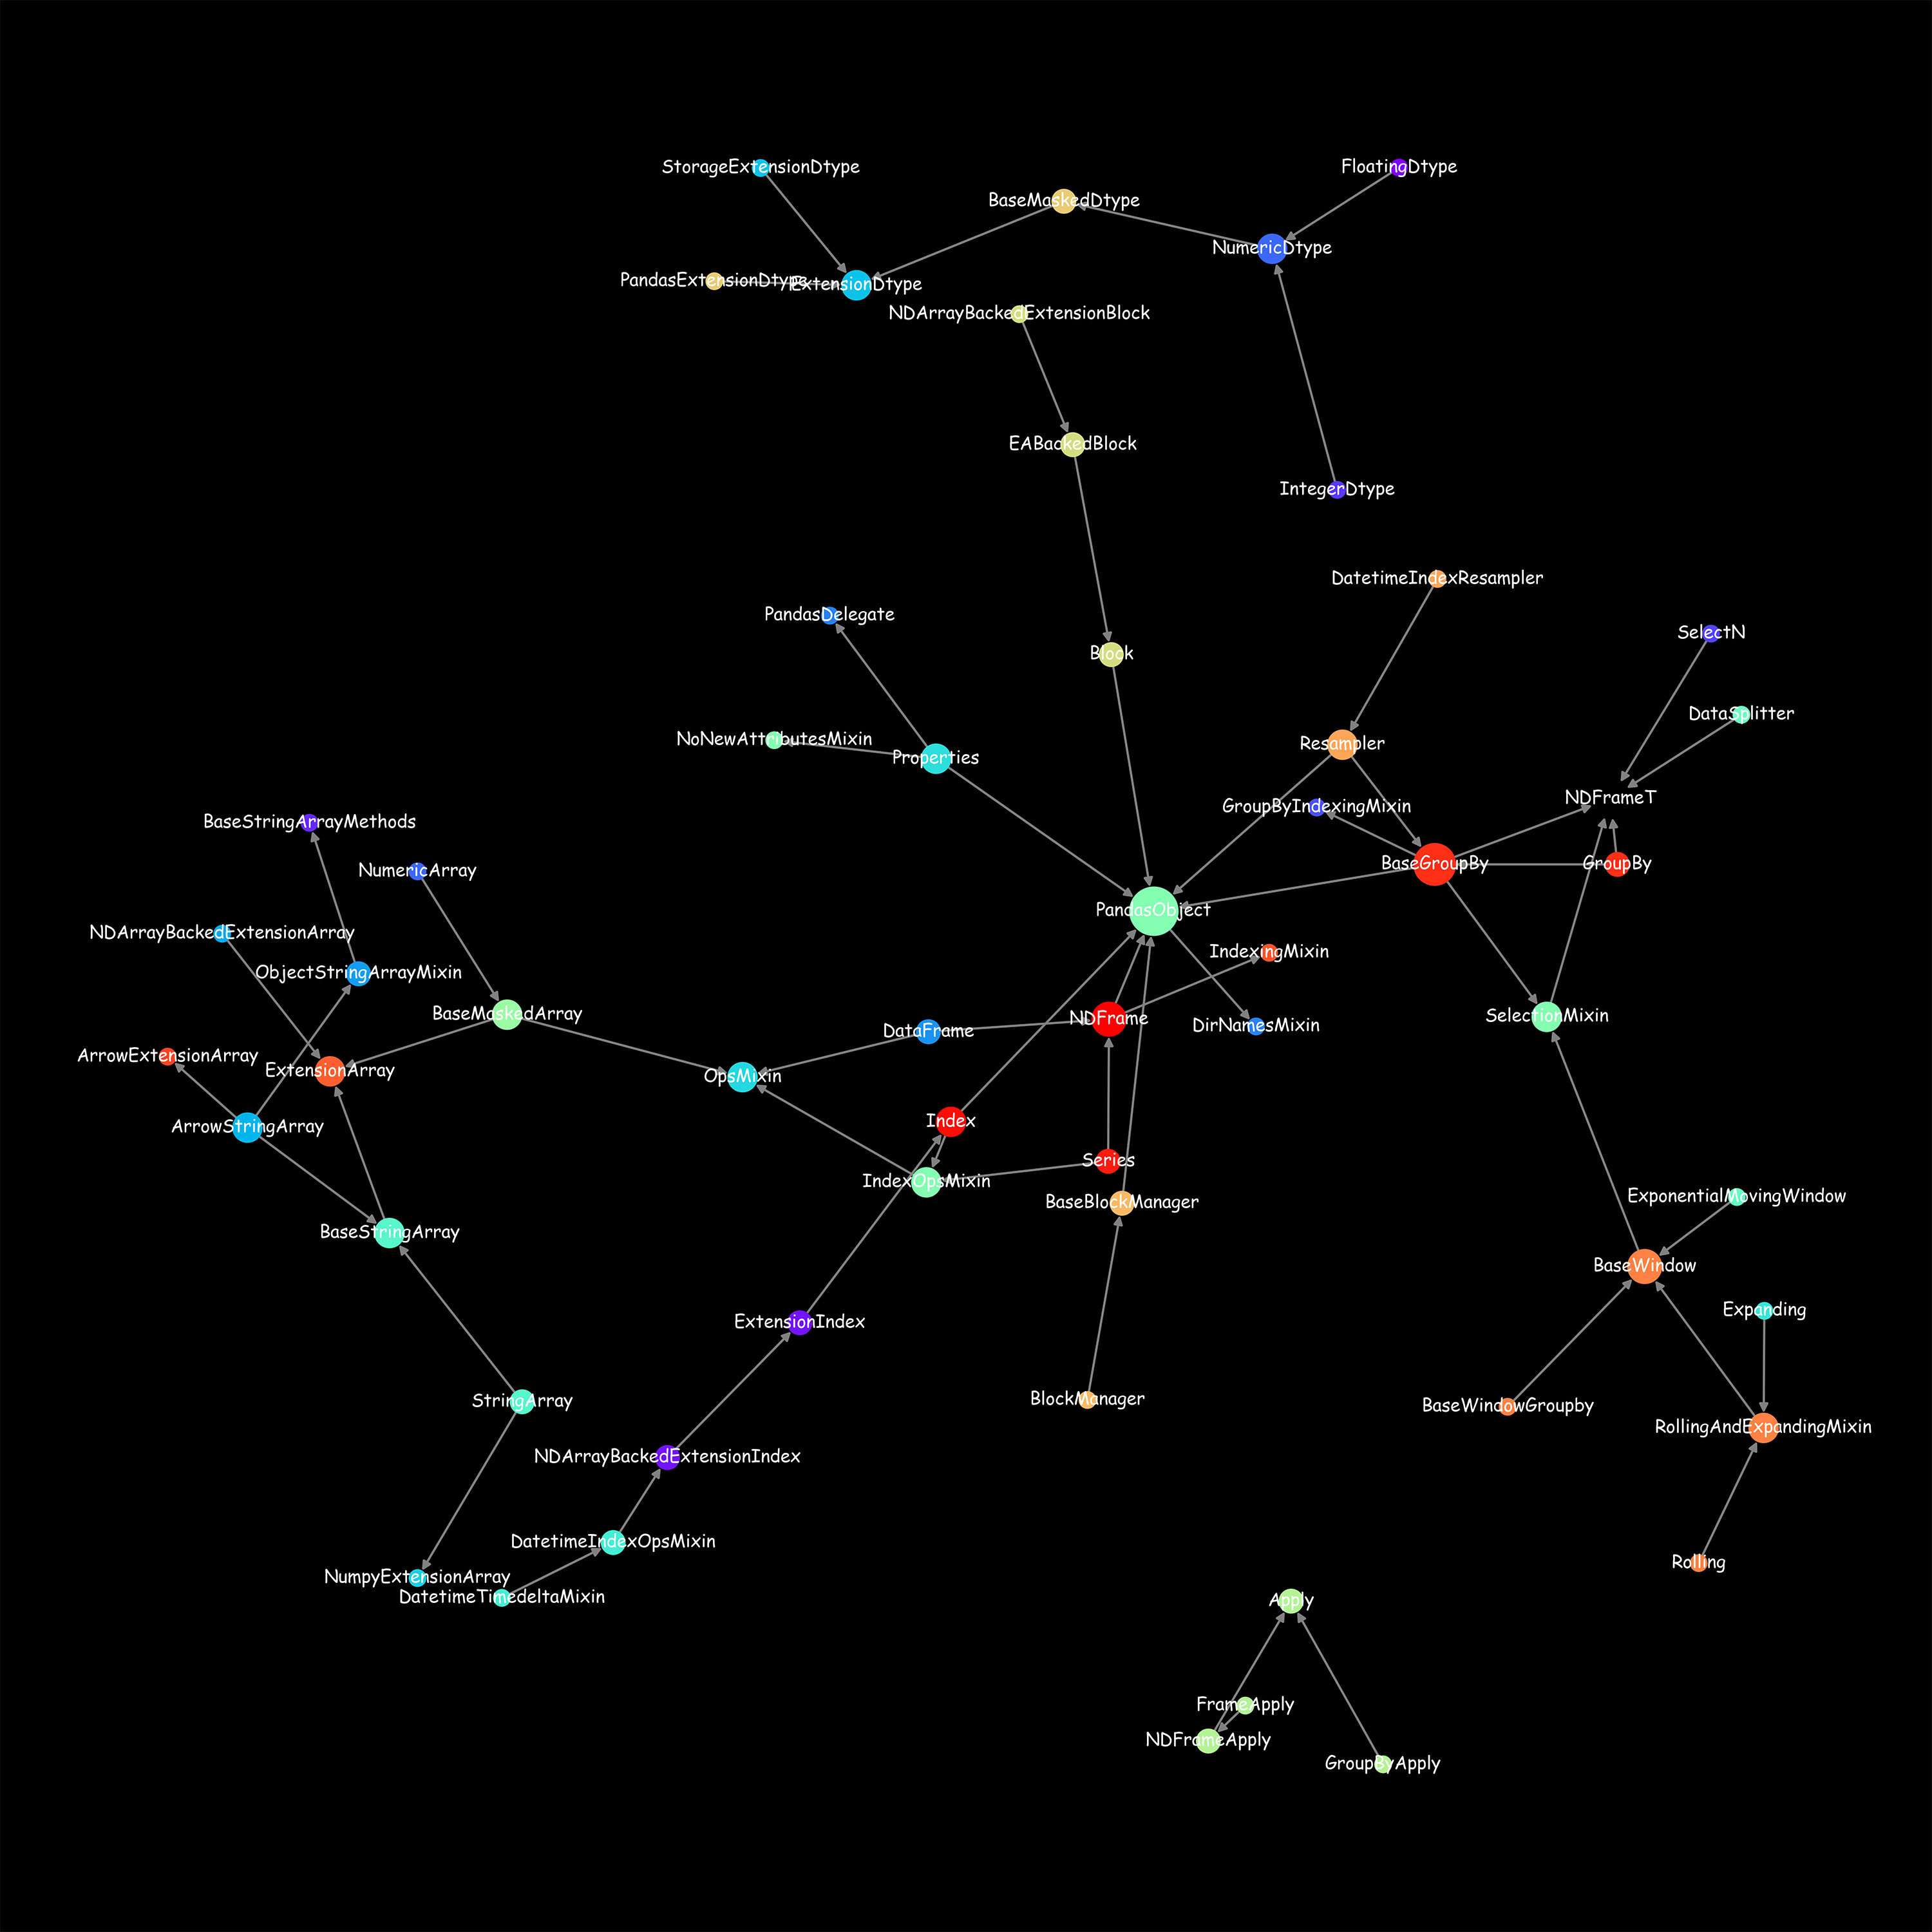 StorageExtensionDtype
FloatingDtype
BaseMaskedDtype
NumericDtype
PandasExtensionDtype
ExtensionDtype
NDArrayBackedExtensionBlock
EABackedBlock
IntegerDtype
DatetimeIndexResampler
PandasDelegate
SelectN
Block
DataSplitter
NoNewAttributesMixin
Resampler
Properties
NDFrameT
GroupByIndexingMixin
BaseStringArrayMethods
BaseGroupBy
GroupBy
NumericArray
PandasObject
NDArrayBackedExtensionArray
IndexingMixin
ObjectStringArrayMixin
BaseMaskedArray
SelectionMixin
NDFrame
DirNamesMixin
DataFrame
ArrowExtensionArray
ExtensionArray
OpsMixin
Index
ArrowStringArray
Series
IndexOpsMixin
ExponentialMovingWindow
BaseBlockManager
BaseStringArray
BaseWindow
Expanding
ExtensionIndex
BlockManager
StringArray
BaseWindowGroupby
RollingAndExpandingMixin
NDArrayBackedExtensionIndex
DatetimeIndexOpsMixin
Rolling
NumpyExtensionArray
DatetimeTimedeltaMixin
Apply
FrameApply
NDFrameApply
GroupByApply